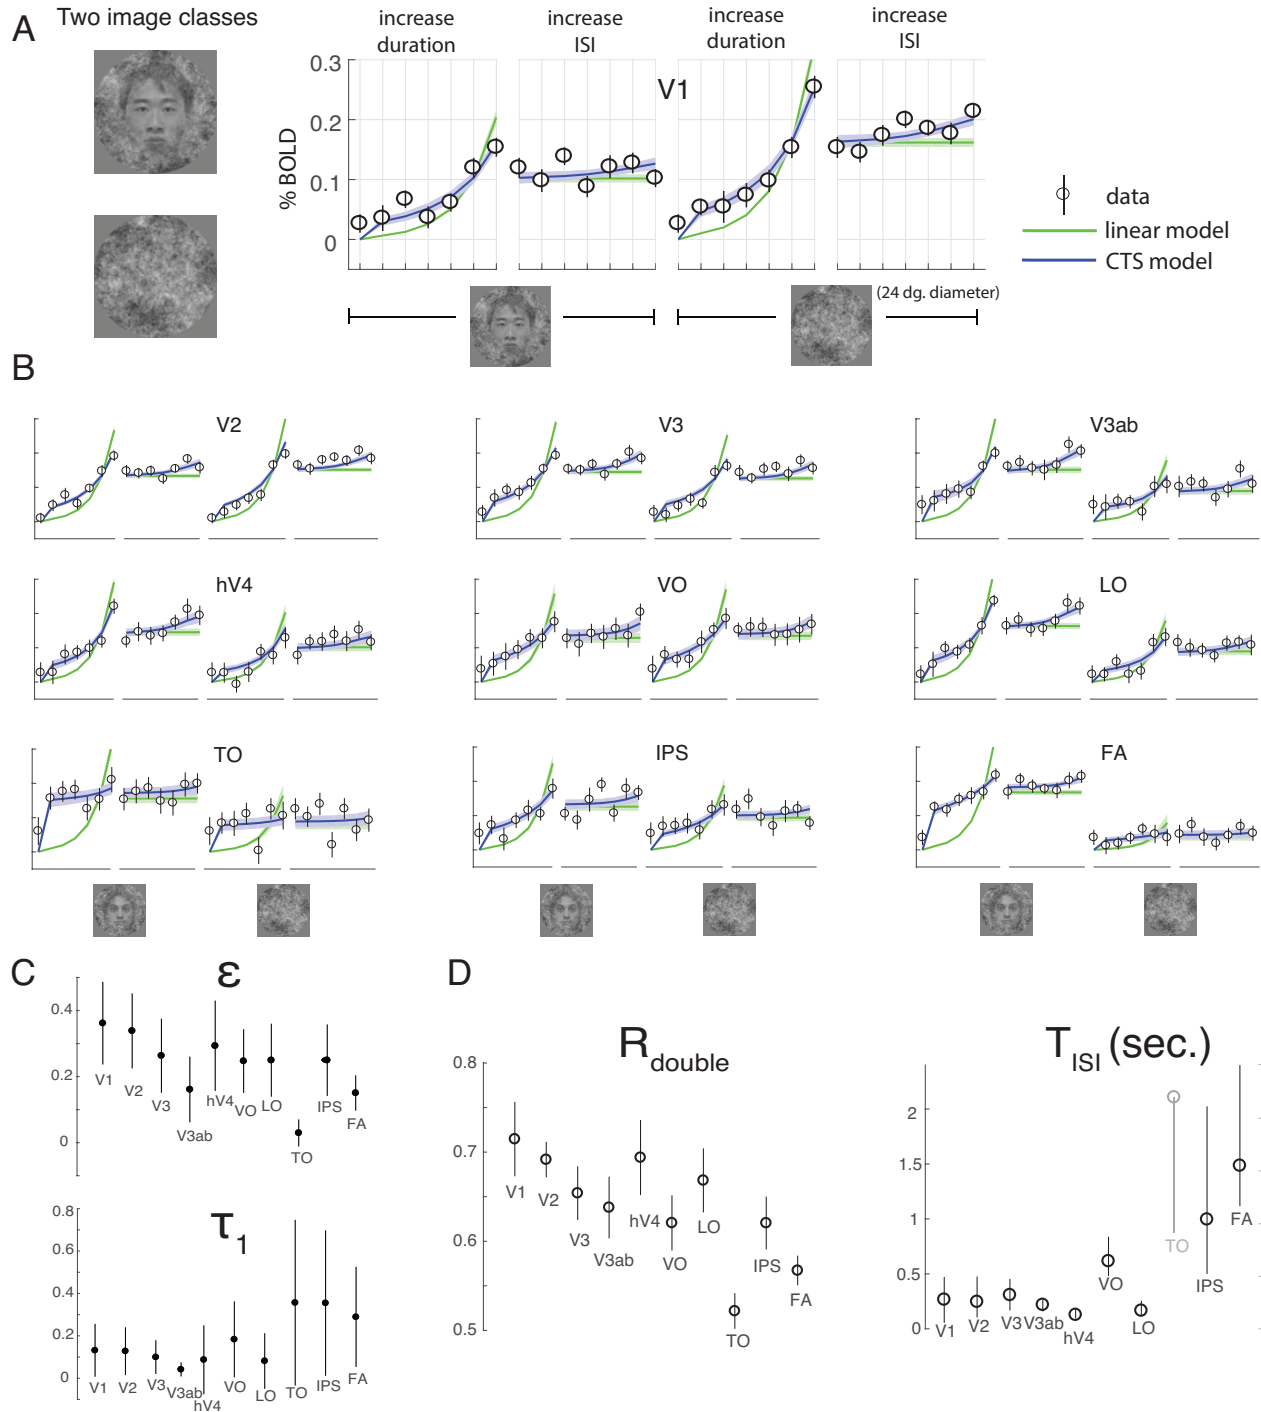 A
Two image classes
increase
duration
increase
ISI
increase
duration
increase
ISI
0.3
0.2
0.1
0
% BOLD
V1
data
linear model
CTS model
(24 dg. diameter)
B
V2
V3
V3ab
hV4
VO
LO
TO
IPS
FA
C
ε
0.4
0.2
0
V1
V2
V3
V3ab
hV4
VO
LO
TO
IPS
FA
τ1
0.8
0.6
0.4
0.2
0
V1
V2
V3
V3ab
hV4
VO
LO
TO
IPS
FA
D
Rdouble
0.8
0.7
0.6
0.5
V1
V2
V3
V3ab
hV4
VO
LO
TO
IPS
FA
TISI (sec.)
2
1.5
1
0.5
0
V1
V2
V3
V3ab
hV4
VO
LO
TO
IPS
FA